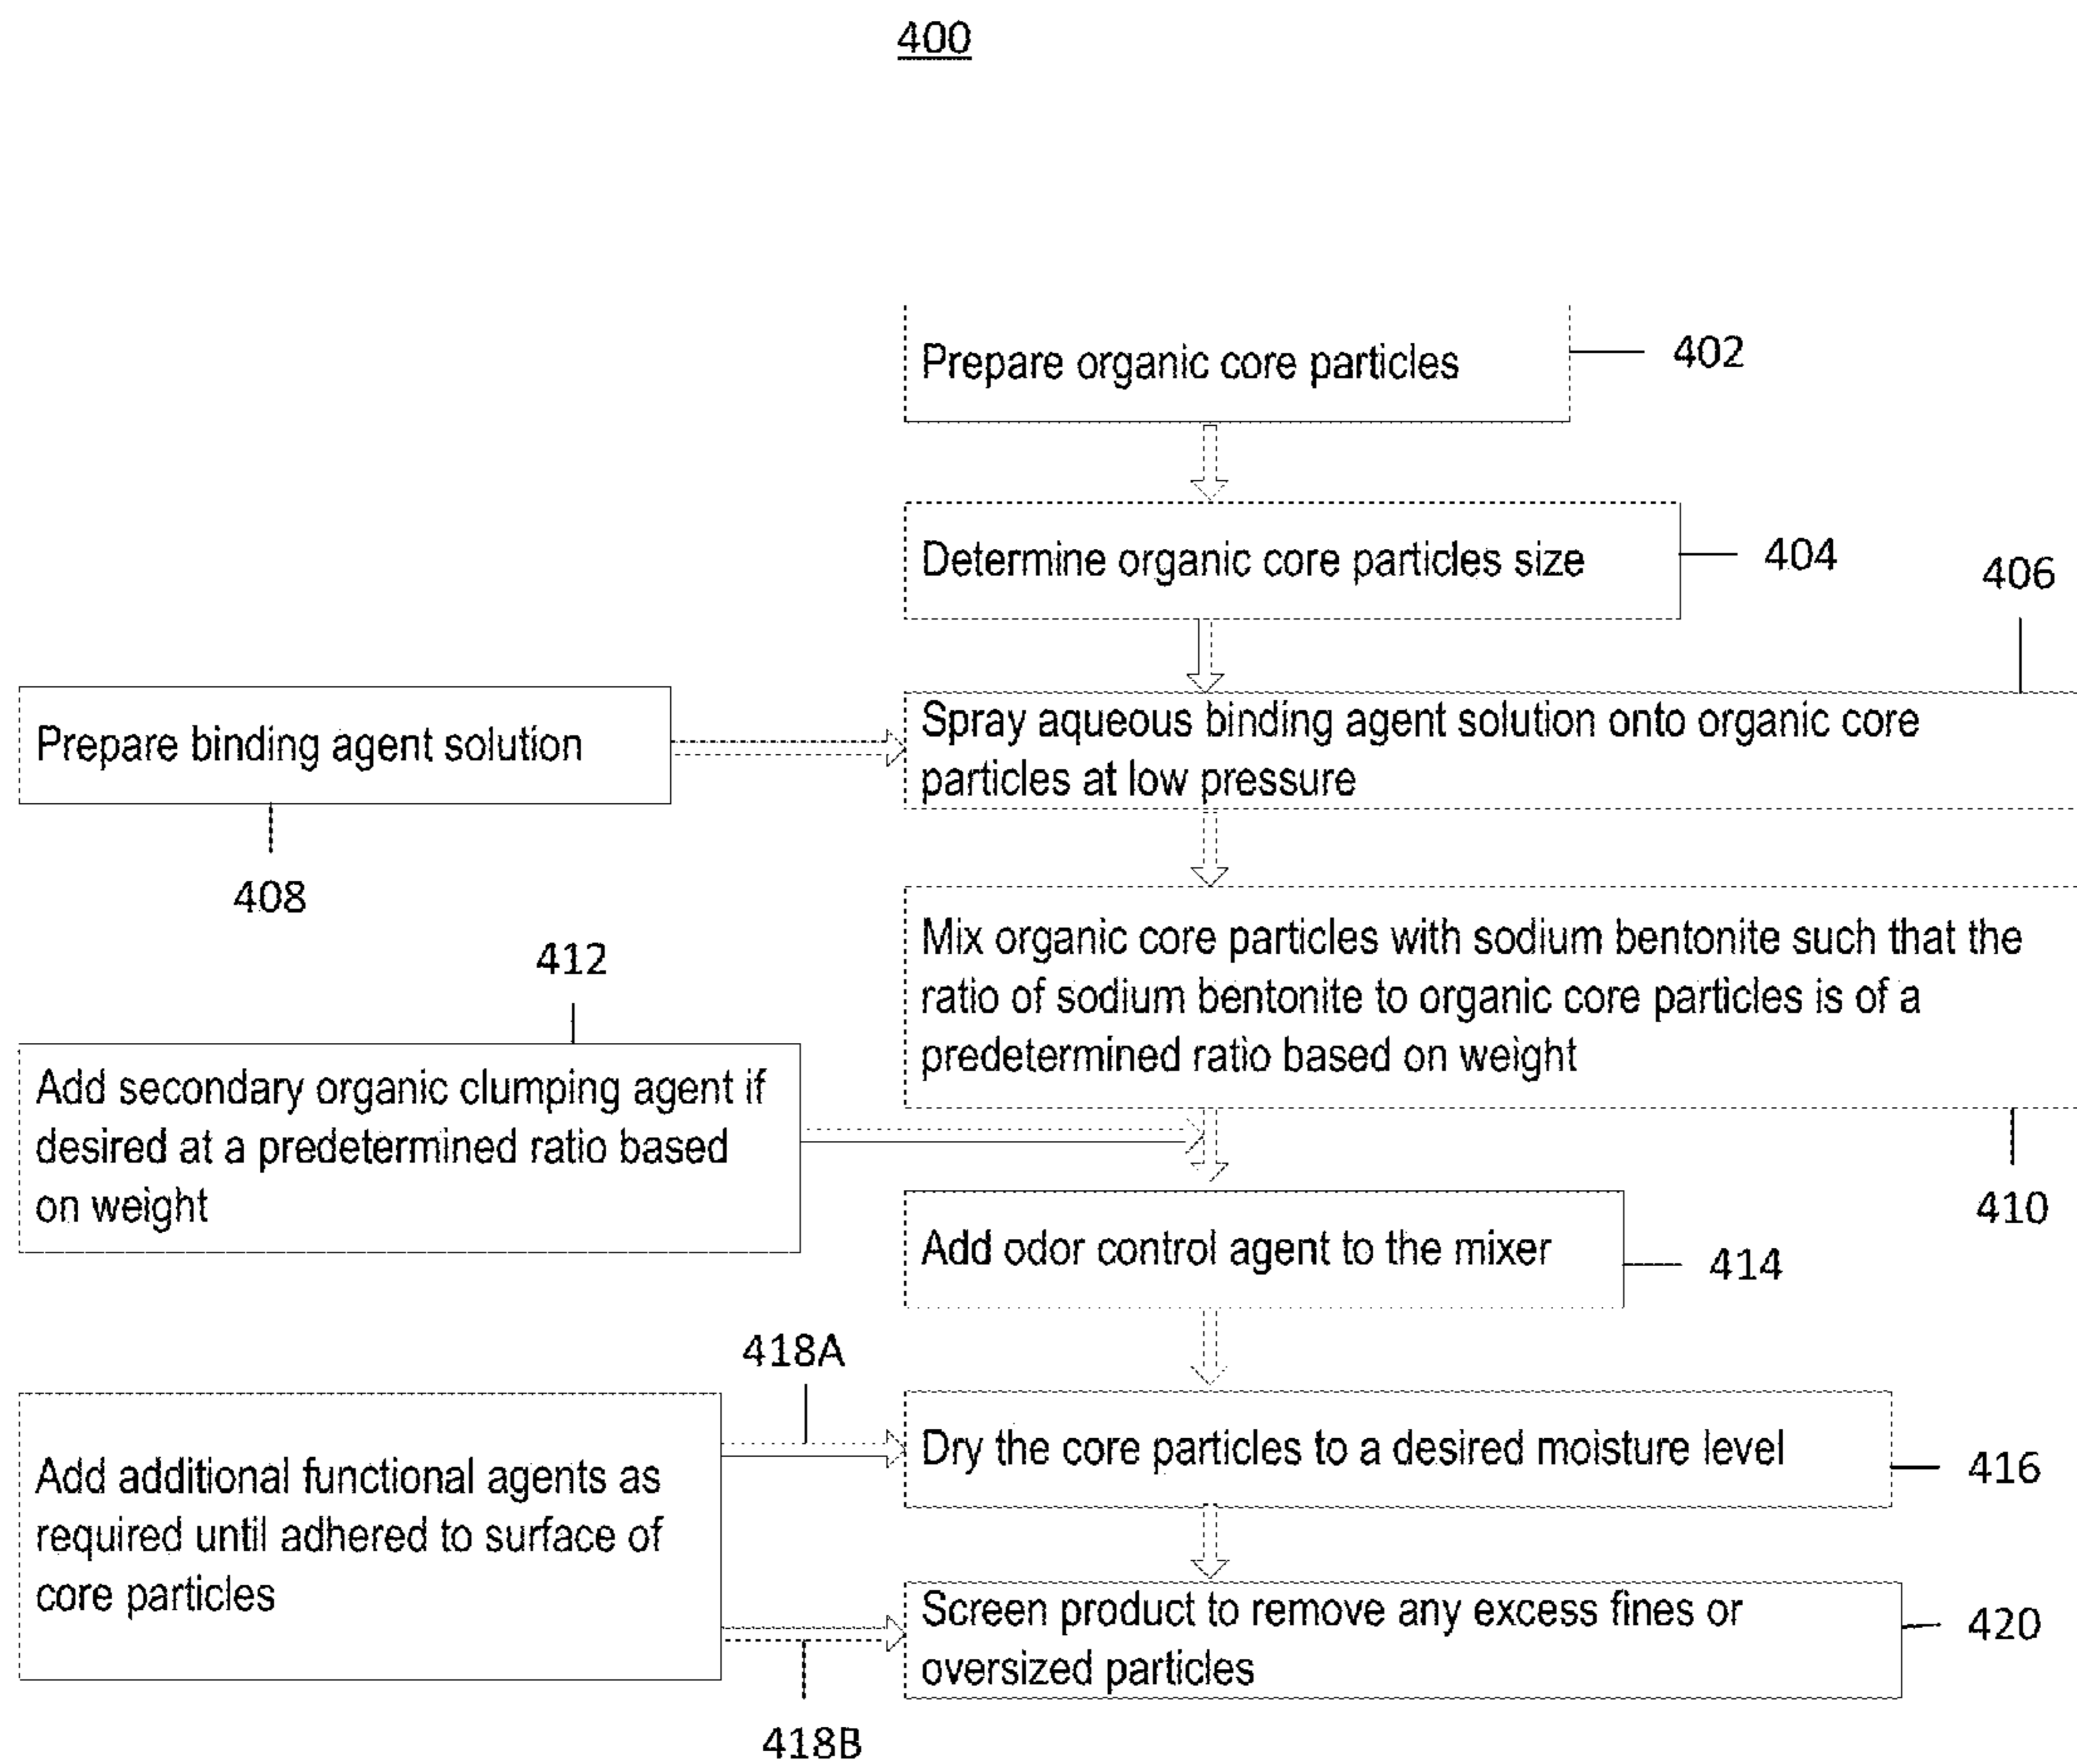 400
Prepare organic core particles
402
Determine organic core particles size
404
406
Prepare binding agent solution
408
Spray aqueous binding agent solution onto organic core
particles at low pressure
Mix organic core particles with sodium bentonite such that the
ratio of sodium bentonite to organic core particles is of a
predetermined ratio based on weight
410
412
Add secondary organic clumping agent if
desired at a predetermined ratio based
on weight
Add odor control agent to the mixer
414
418A
Add additional functional agents as
required until adhered to surface of
core particles
418B
Dry the core particles to a desired moisture level
416
Screen product to remove any excess fines or
oversized particles
420